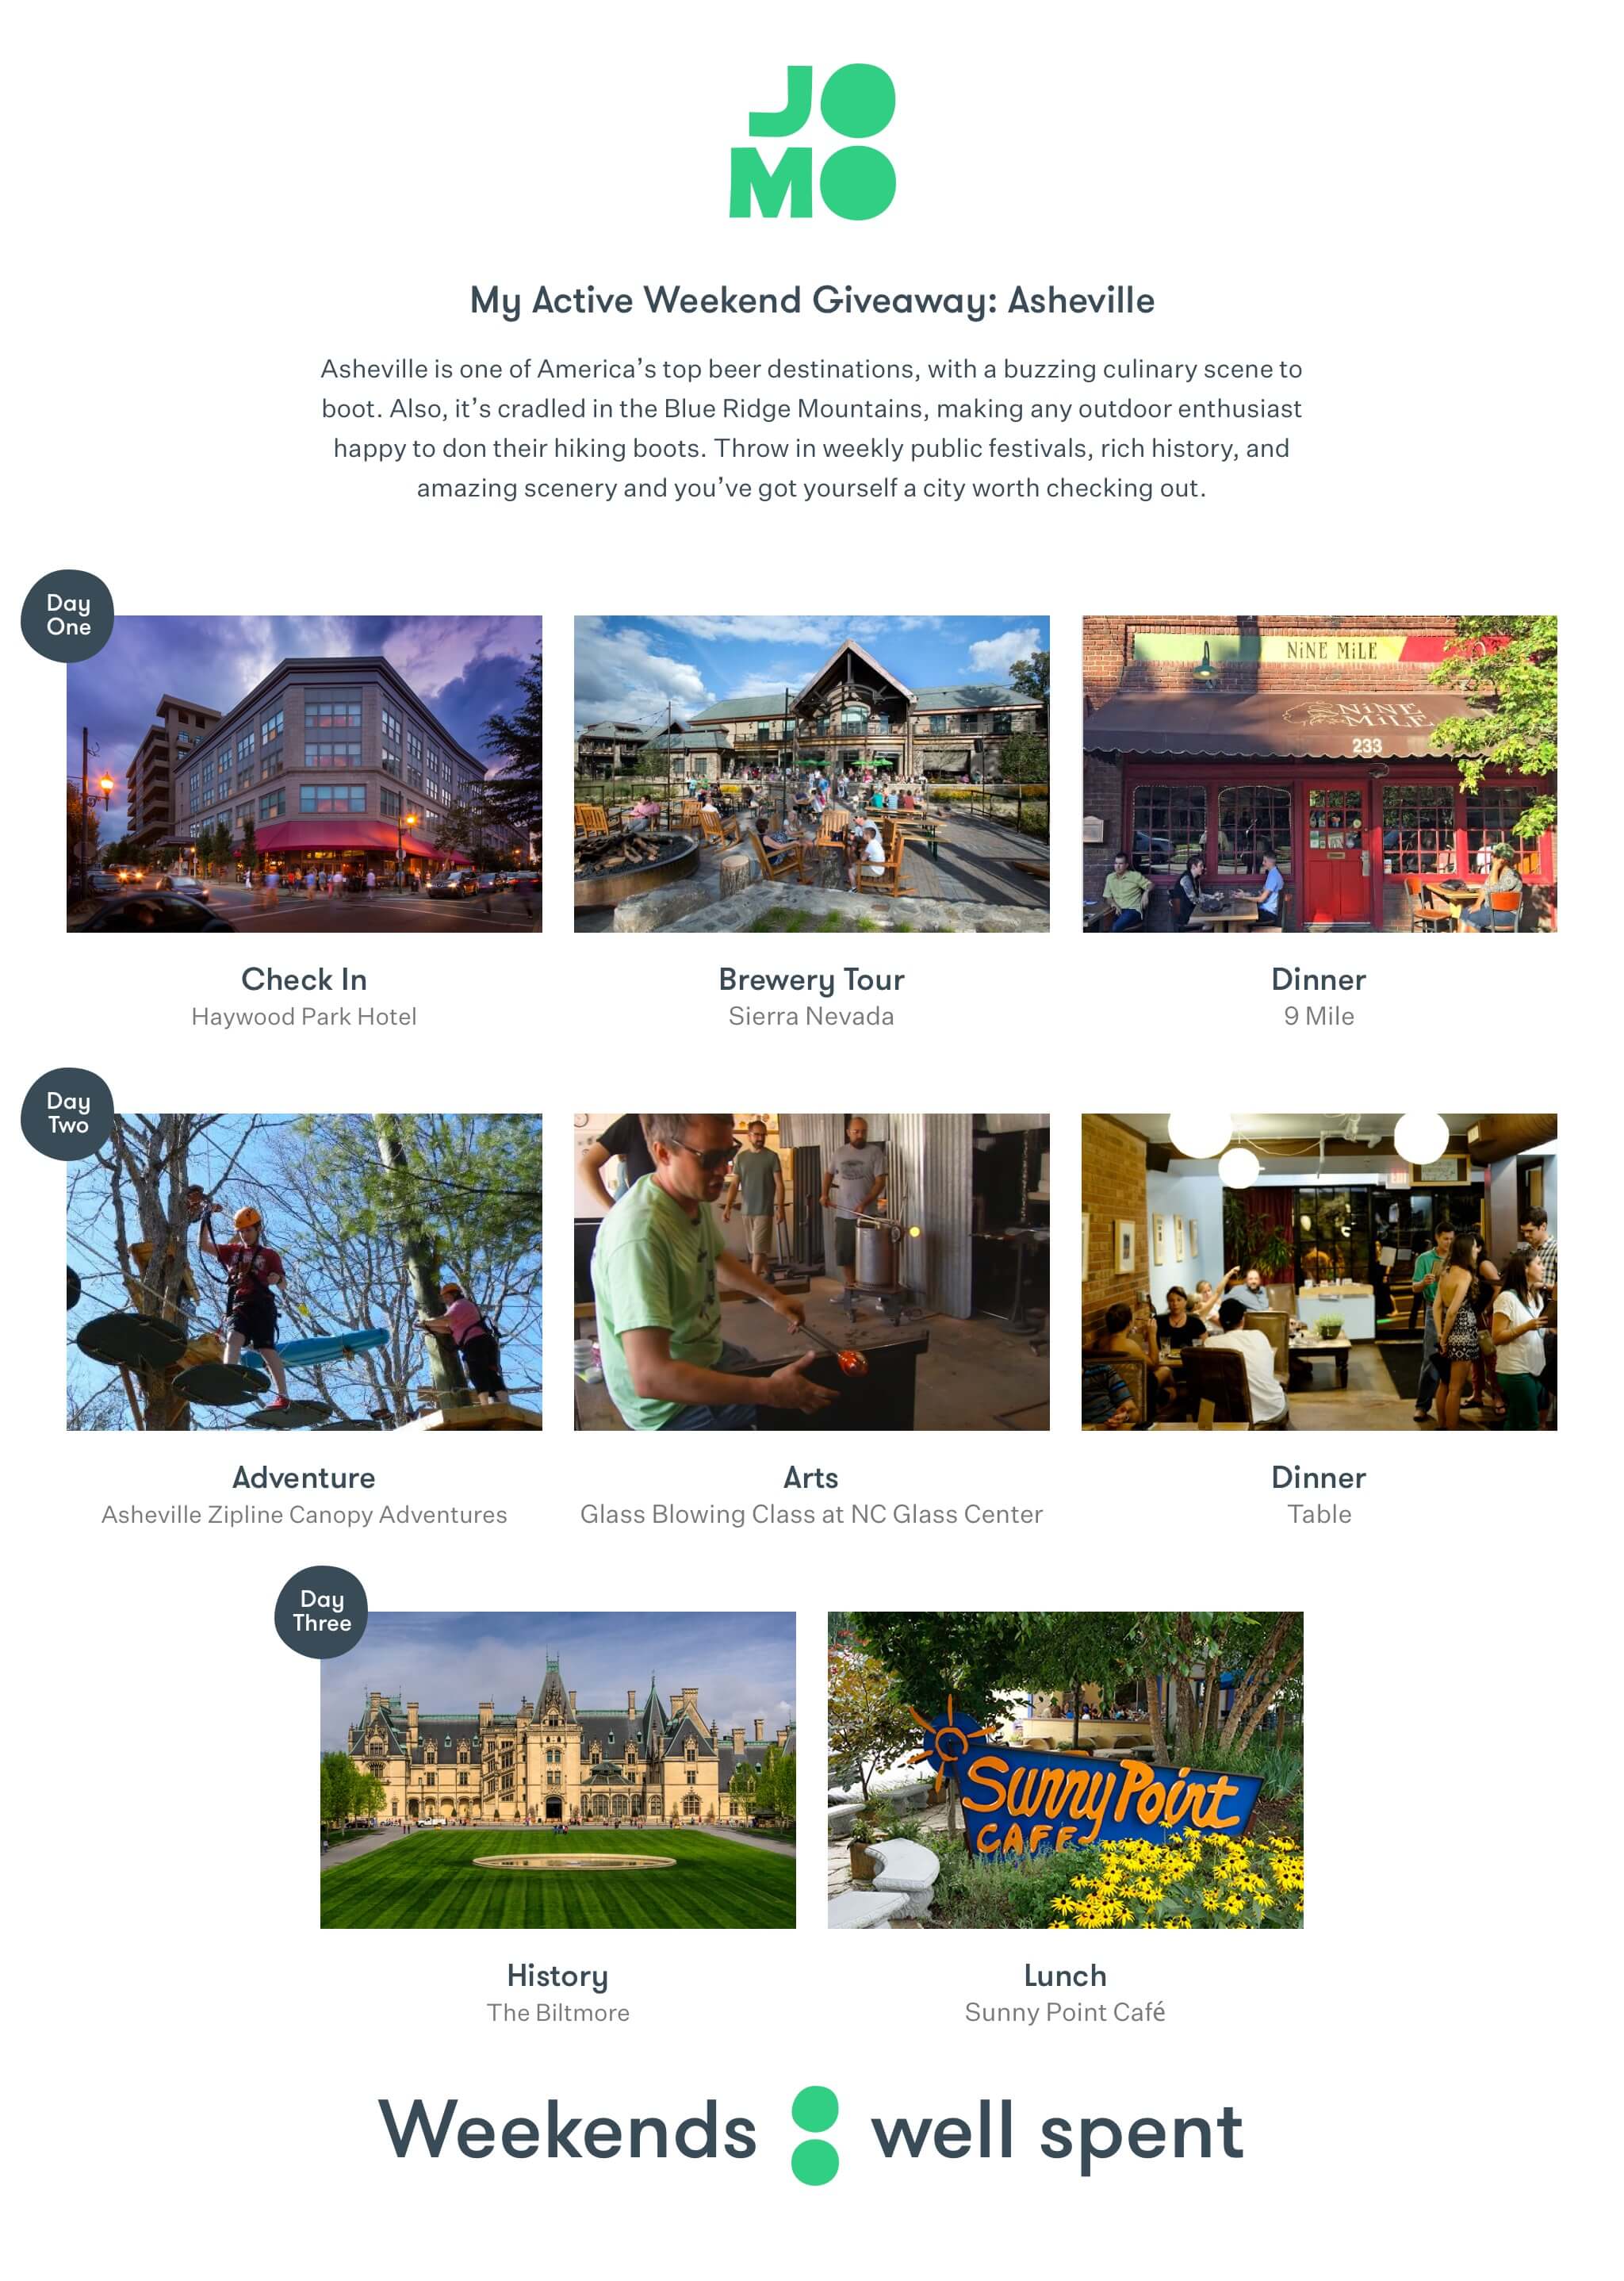 JO
MO
My Active Weekend Giveaway: Asheville
Asheville is one of America’s top beer destinations, with a buzzing culinary scene to
boot. Also, it’s cradled in the Blue Ridge Mountains, making any outdoor enthusiast
happy to don their hiking boots. Throw in weekly public festivals, rich history, and
amazing scenery and you’ve got yourself a city worth checking out.
Day
One
NiNE MiLE
NiNE
MiLE
233
Check In
Haywood Park Hotel
Brewery Tour
Sierra Nevada
Dinner
9 Mile
Day
Two
Adventure
Asheville Zipline Canopy Adventures
Arts
Glass Blowing Class at NC Glass Center
Dinner
Table
Day
Three
Sunny Point
CAFE
History
The Biltmore
Lunch
Sunny Point Café
Weekends well spent